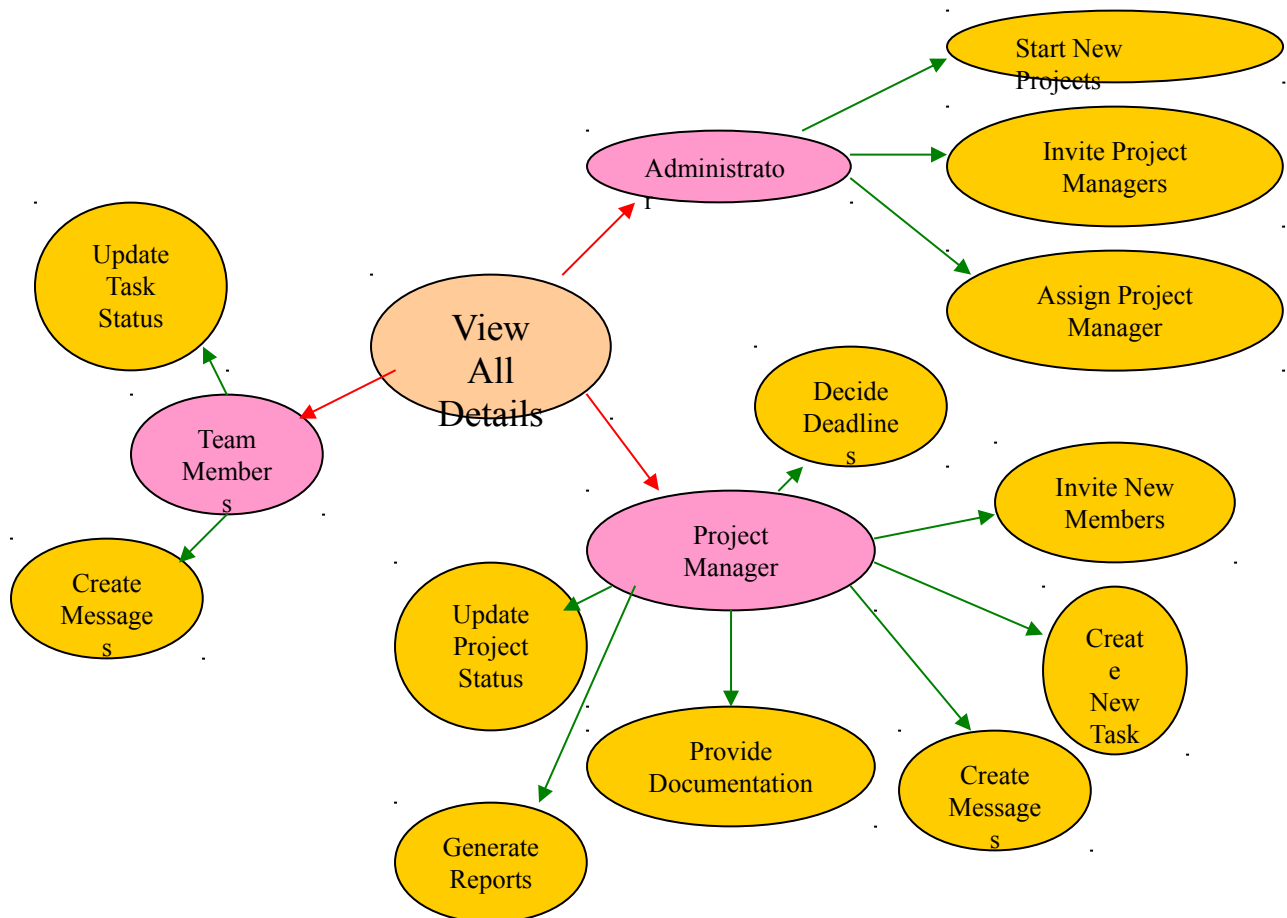 Start New
Projects
Administrato
r
Invite Project
Managers
Update
Task
Status
Assign Project
Manager
View
All
Details
Decide
Deadline
s
Team
Member
s
Invite New
Members
Project
Manager
Create
Message
s
Update
Project
Status
Creat
e
New
Task
Provide
Documentation
Create
Message
s
Generate
Reports